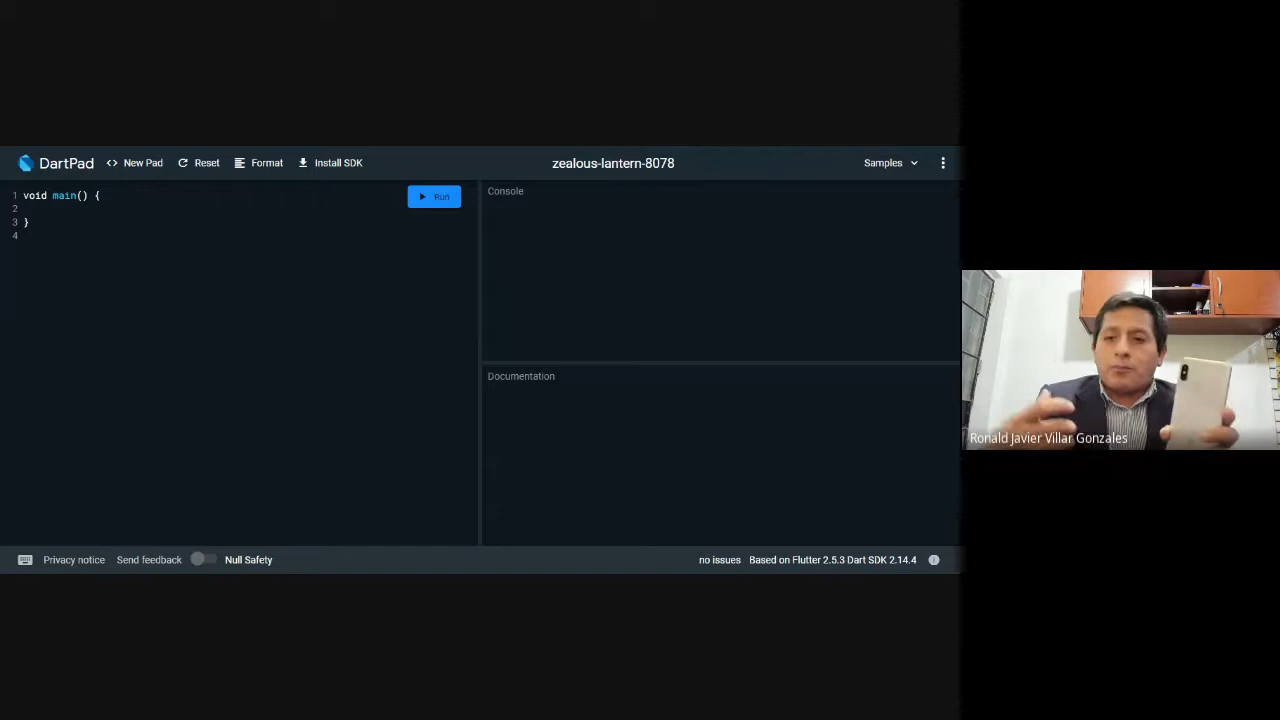 DartPad <> New Pad Reset Format Install SDK zealous-lantern-8078 Samples
1 void main() {
2
3 }
4
Run
Console
Documentation
Ronald Javier Villar Gonzales
Privacy notice Send feedback Null Safety no issues Based on Flutter 2.5.3 Dart SDK 2.14.4